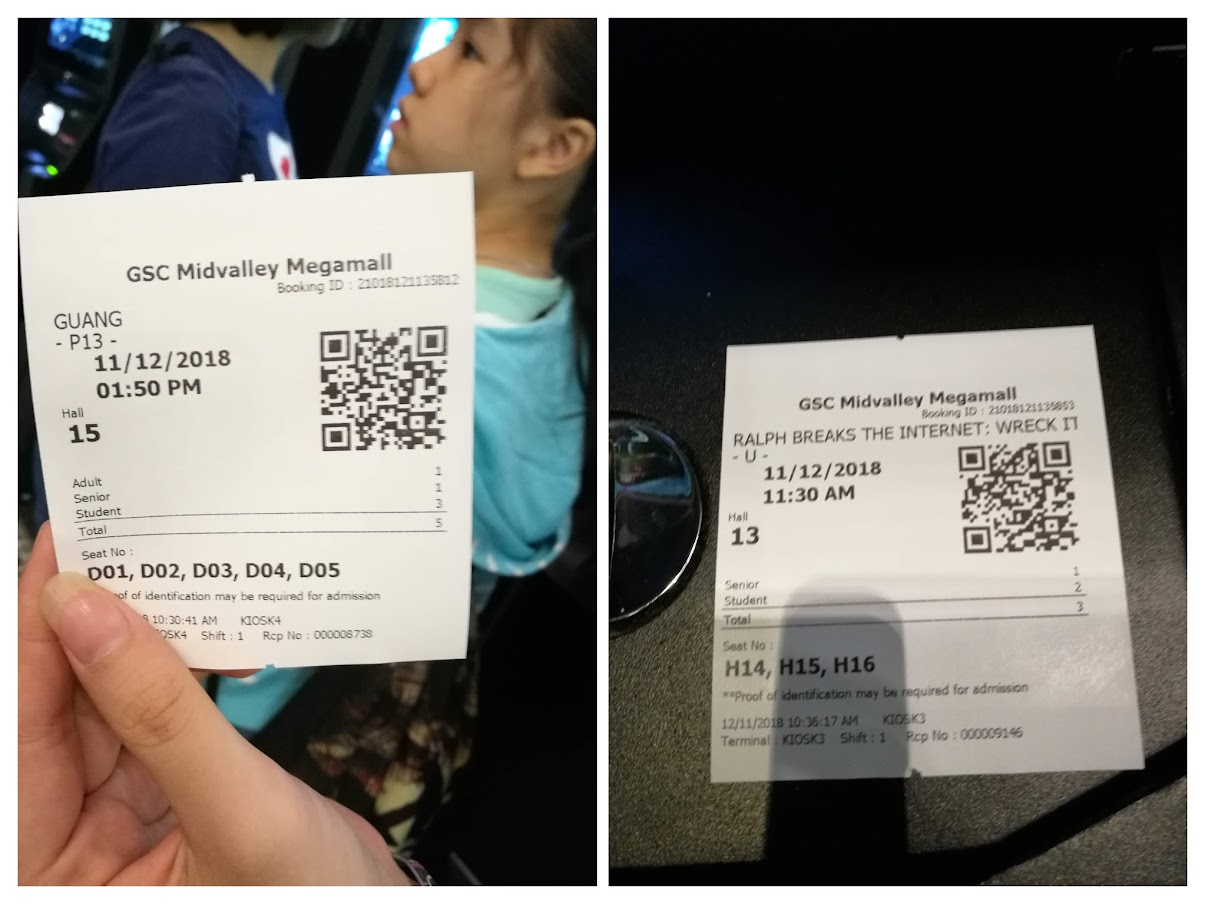 GSC Midvalley Megamall
Booking ID : 21018121135812
GUANG
- P13 -
11/12/2018
01:50 PM
Hall
15
Adult 1
Senior 1
Student 3
Total 5
Seat No :
D01, D02, D03, D04, D05
of identification may be required for admission
8 10:30:41 AM KIOSK4
OSK4 Shift : 1 Rcp No : 000008738
GSC Midvalley Megamall
Booking ID : 21018121135853
RALPH BREAKS THE INTERNET: WRECK IT
- U -
11/12/2018
11:30 AM
Hall
13
Senior 1
Student 2
Total 3
Seat No :
H14, H15, H16
**Proof of identification may be required for admission
12/11/2018 10:36:17 AM KIOSK3
Terminal : KIOSK3 Shift : 1 Rcp No : 000009146